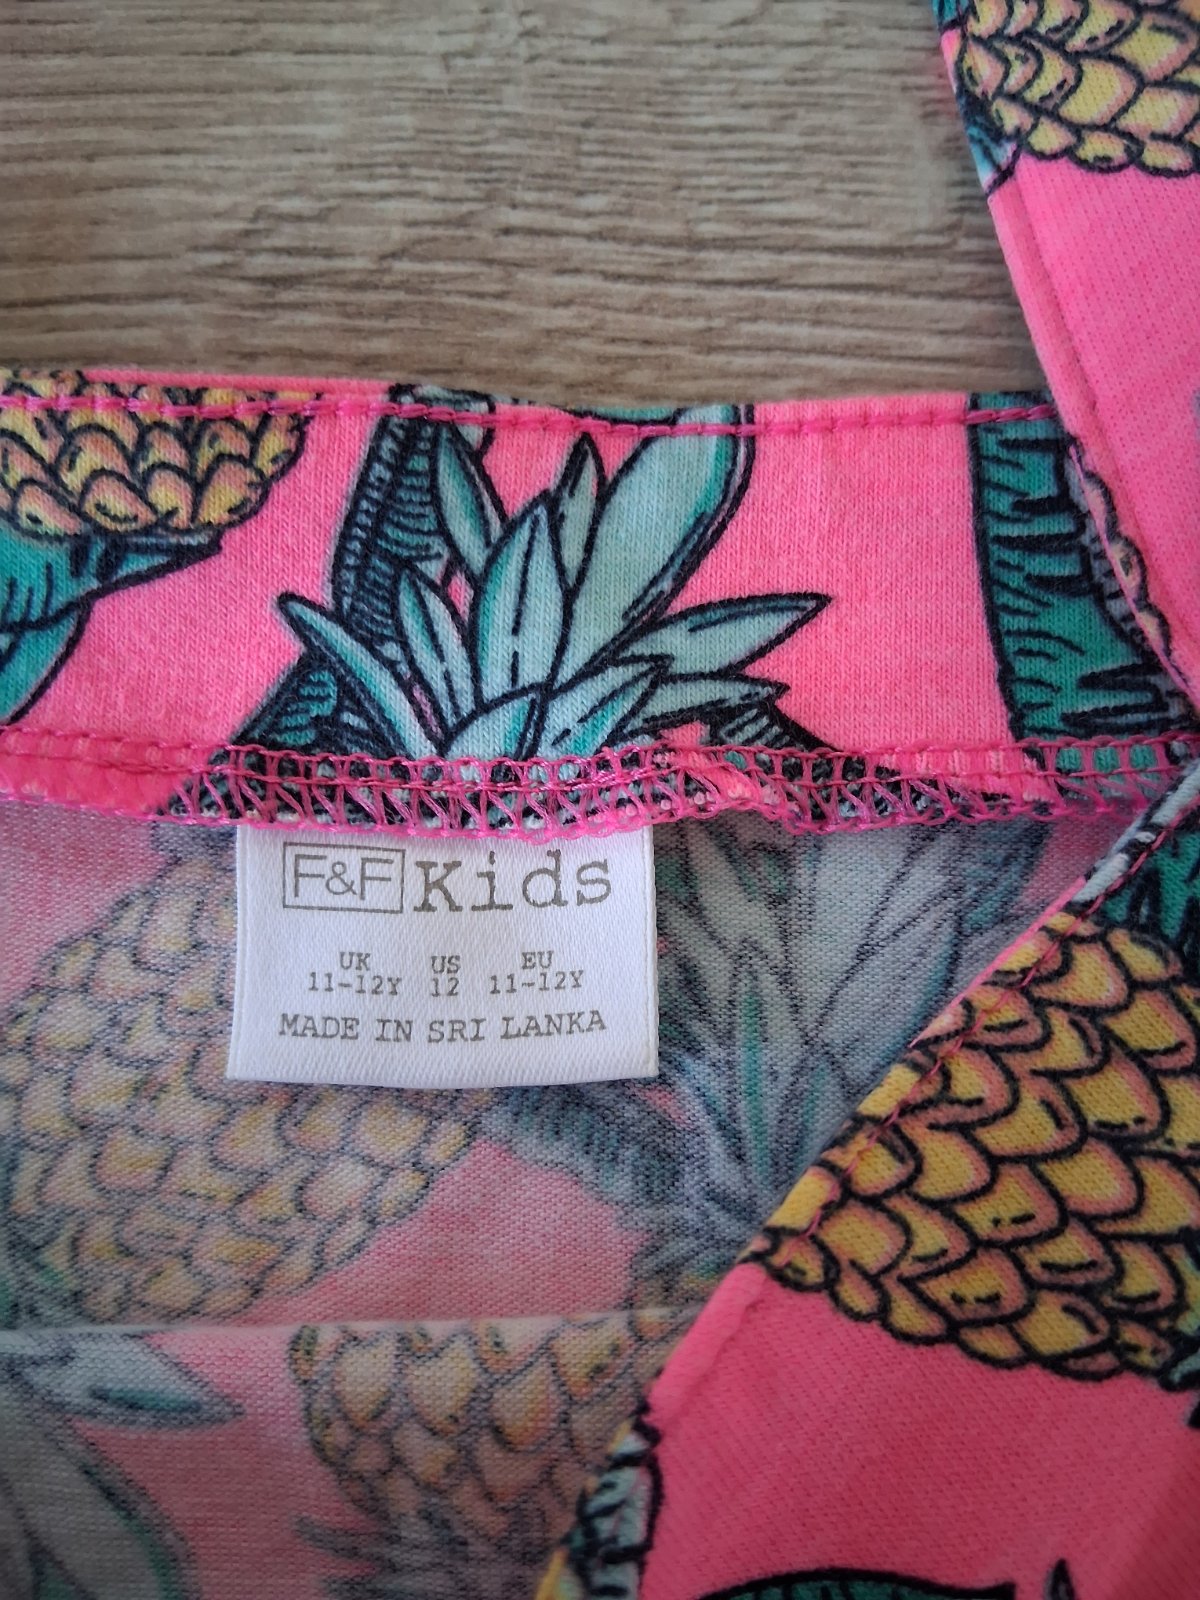 F&F Kids
UK US EU
11-12Y 12 11-12Y
MADE IN SRI LANKA